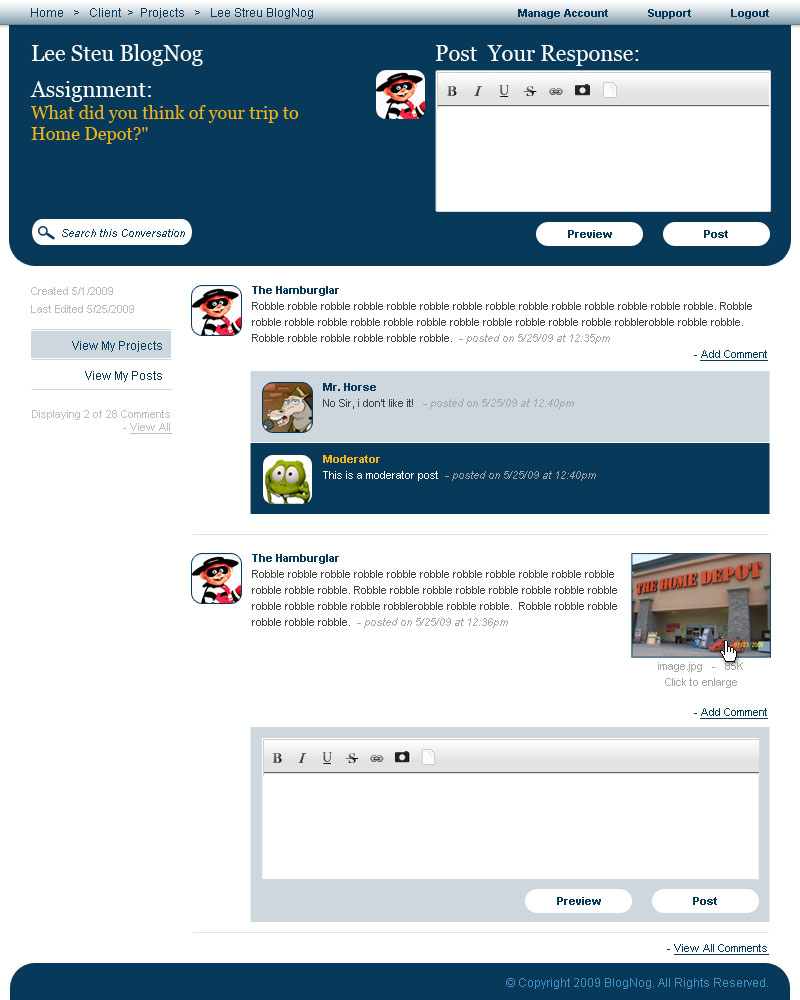 Home > Client > Projects > Lee Streu BlogNog
Manage Account Support Logout
Lee Steu BlogNog
Assignment:
What did you think of your trip to
Home Depot?"
Search this Conversation
Post Your Response:
B I U S
Preview Post
Created 5/1/2009
Last Edited 5/25/2009
View My Projects
View My Posts
Displaying 2 of 28 Comments
- View All
The Hamburglar
Robble robble robble robble robble robble robble robble robble robble robble robble robble robble. Robble
robble robble robble robble robble robble robble robble robble robble robble robblerobble robble robble.
Robble robble robble robble robble robble. - posted on 5/25/09 at 12:35pm
- Add Comment
Mr. Horse
No Sir, i don't like it! - posted on 5/25/09 at 12:40pm
Moderator
This is a moderator post - posted on 5/25/09 at 12:40pm
The Hamburglar
Robble robble robble robble robble robble robble robble robble robble robble
robble robble robble. Robble robble robble robble robble robble robble robble
robble robble robble robble robblerobble robble robble. Robble robble robble
robble robble robble. - posted on 5/25/09 at 12:36pm
THE HOME DEPOT
image.jpg - 85K
Click to enlarge
- Add Comment
B I U S
Preview Post
- View All Comments
© Copyright 2009 BlogNog. All Rights Reserved.